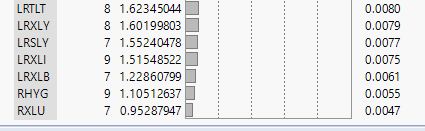 LRTLT 8 1.62345044 0.0080
LRXLY 8 1.60199803 0.0079
LRSLY 7 1.55240478 0.0077
LRXLI 9 1.51548522 0.0075
LRXLB 7 1.22860799 0.0061
RHYG 9 1.10512637 0.0055
RXLU 7 0.95287947 0.0047